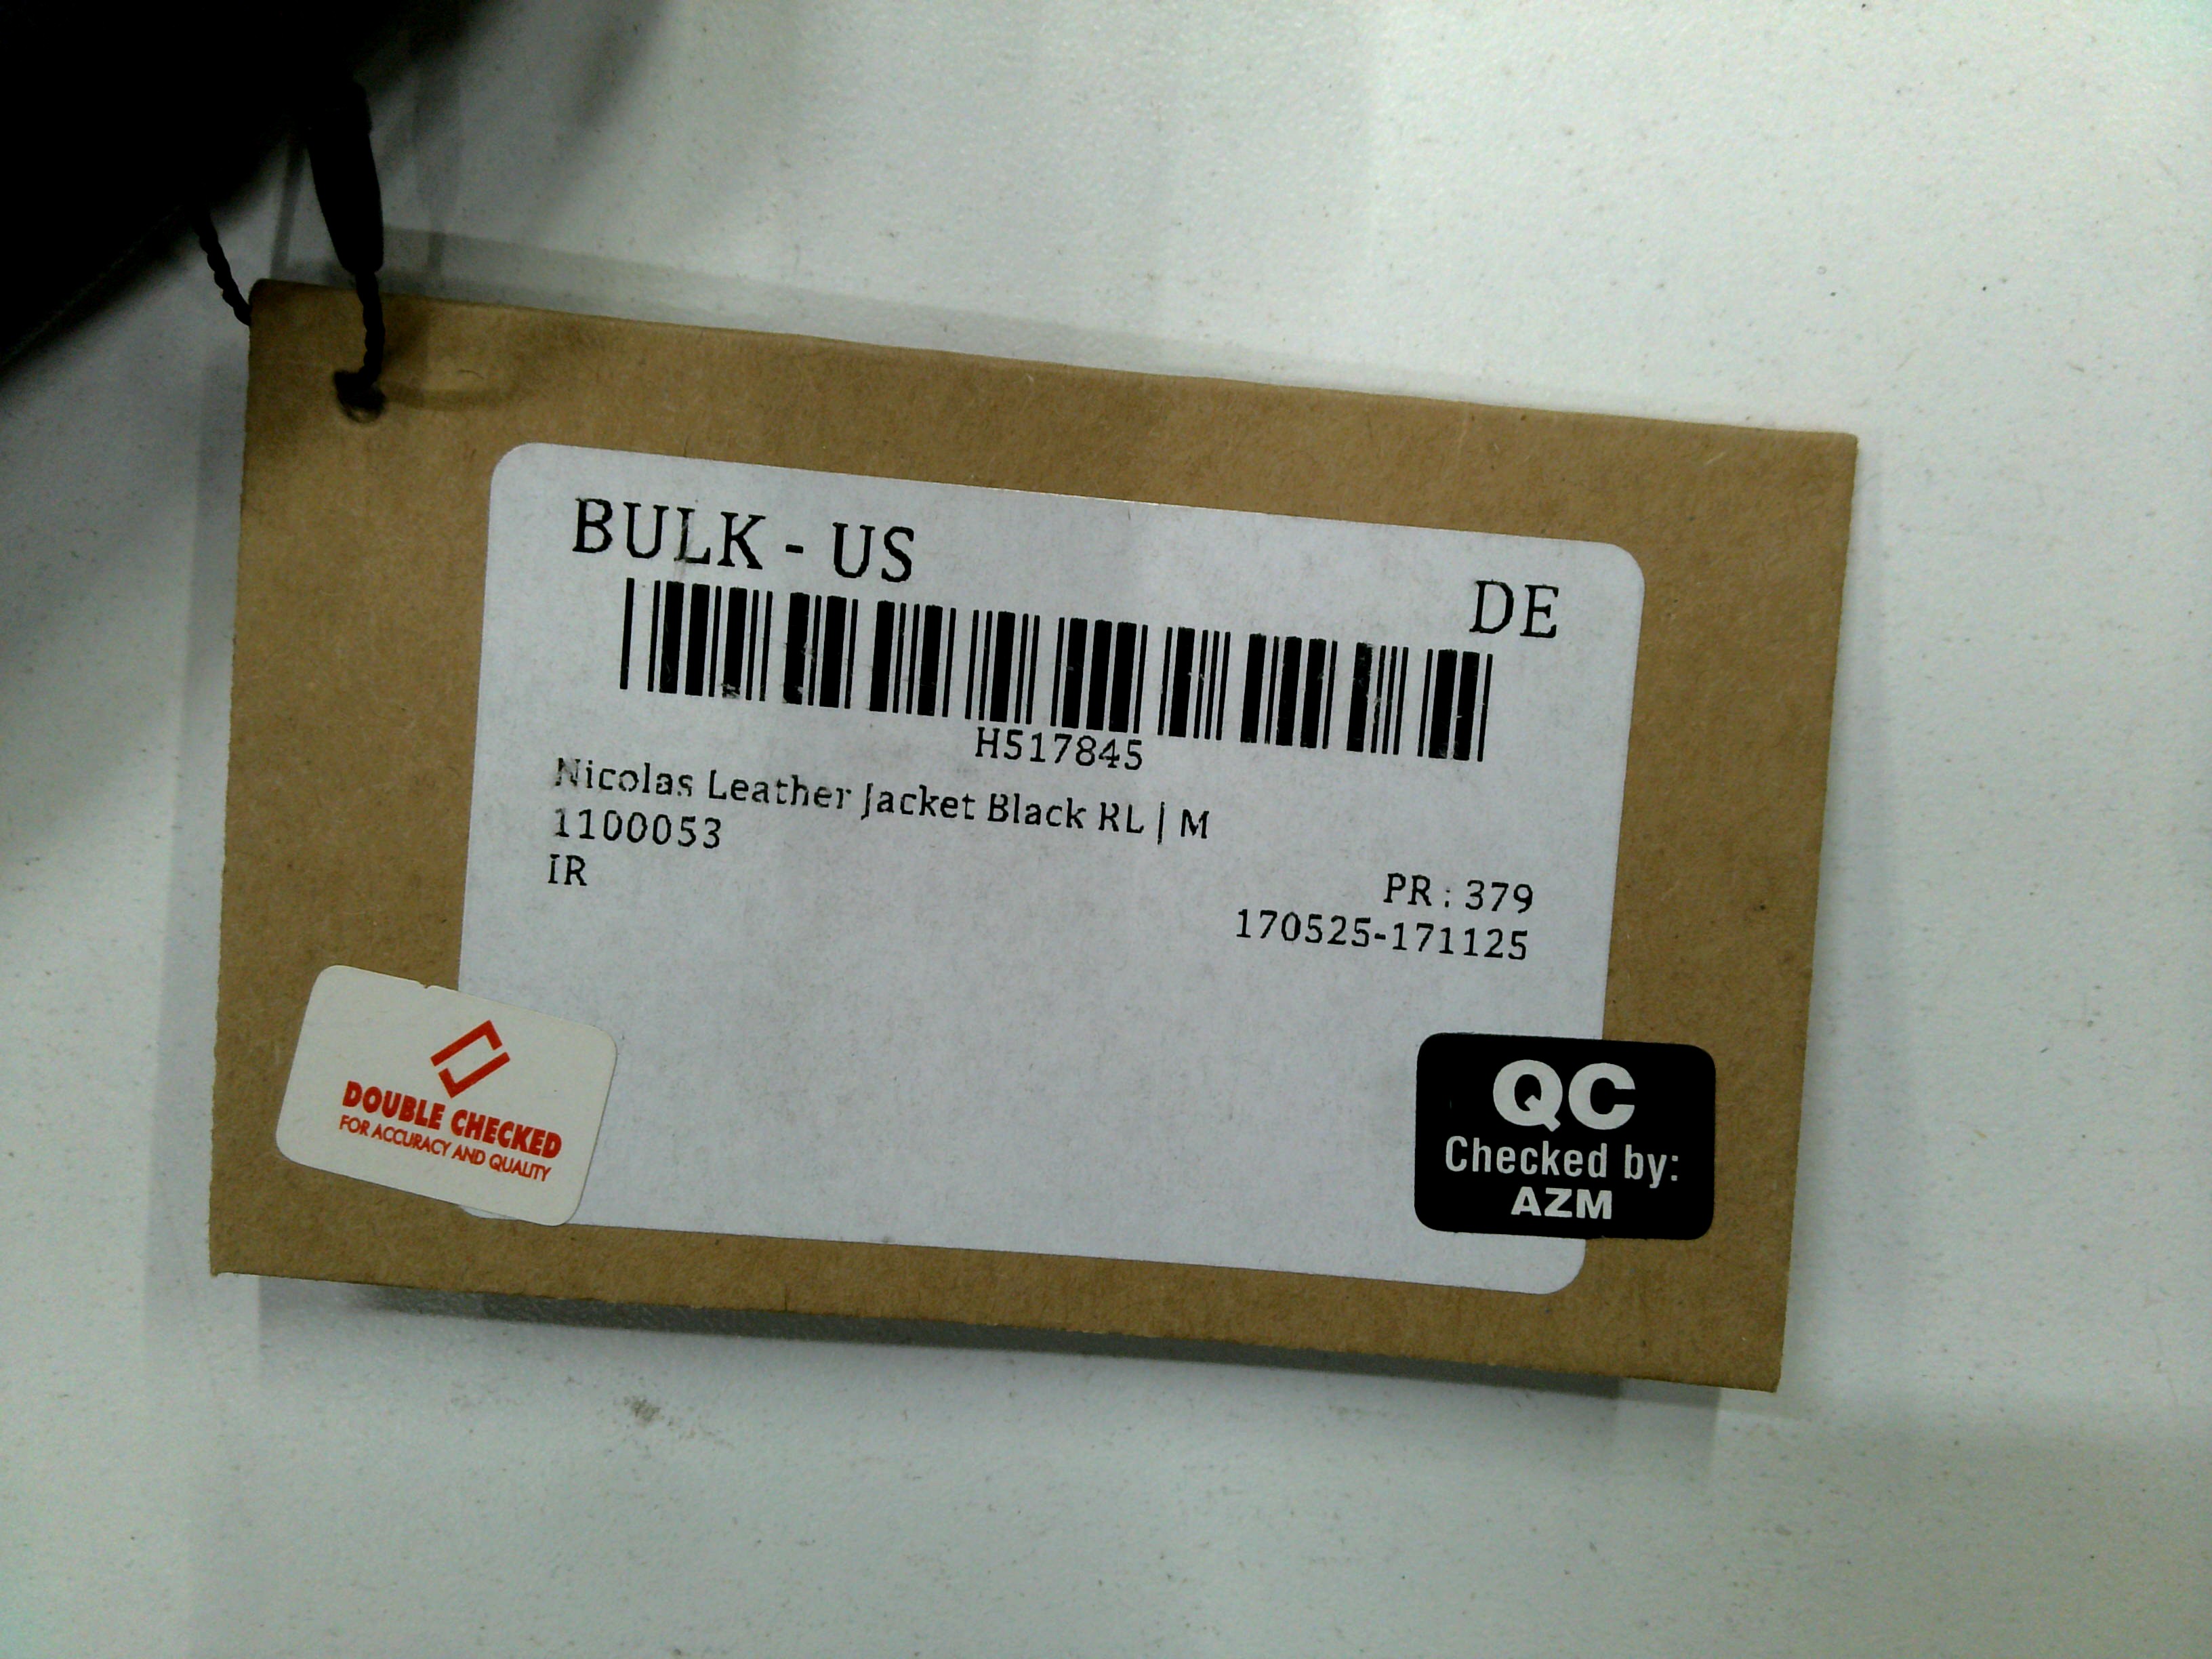 BULK - US
DE
H517845
Nicolas Leather Jacket Black RL | M
1100053
IR
PR : 379
170525-171125
DOUBLE CHECKED
FOR ACCURACY AND QUALITY
QC
Checked by:
AZM